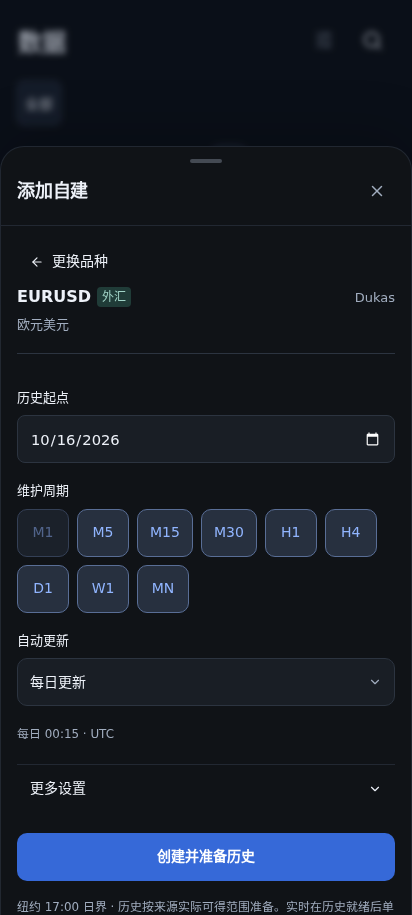 数据
添加自建
更换品种
EURUSD 外汇 Dukas
欧元美元
历史起点
10/16/2026
维护周期
M1 M5 M15 M30 H1 H4
D1 W1 MN
自动更新
每日更新
每日 00:15 · UTC
更多设置
创建并准备历史
纽约 17:00 日界 · 历史按来源实际可得范围准备。实时在历史就绪后单